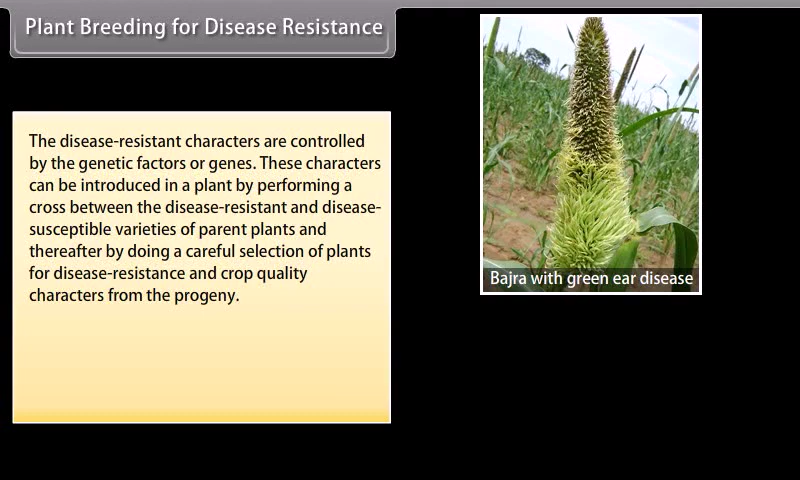 Plant Breeding for Disease Resistance
The disease-resistant characters are controlled
by the genetic factors or genes. These characters
can be introduced in a plant by performing a
cross between the disease-resistant and disease-
susceptible varieties of parent plants and
thereafter by doing a careful selection of plants
for disease-resistance and crop quality
characters from the progeny.
Bajra with green ear disease